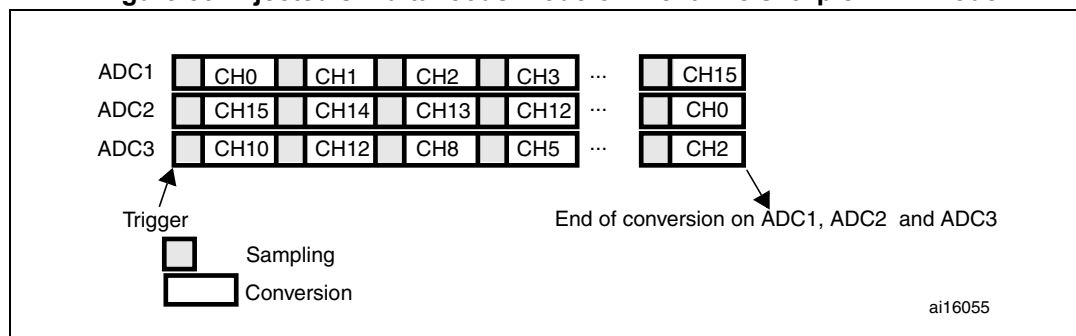 ADC1 CH0 CH1 CH2 CH3 ... CH15
ADC2 CH15 CH14 CH13 CH12 ... CH0
ADC3 CH10 CH12 CH8 CH5 ... CH2
Trigger
End of conversion on ADC1, ADC2 and ADC3
Sampling
Conversion
ai16055